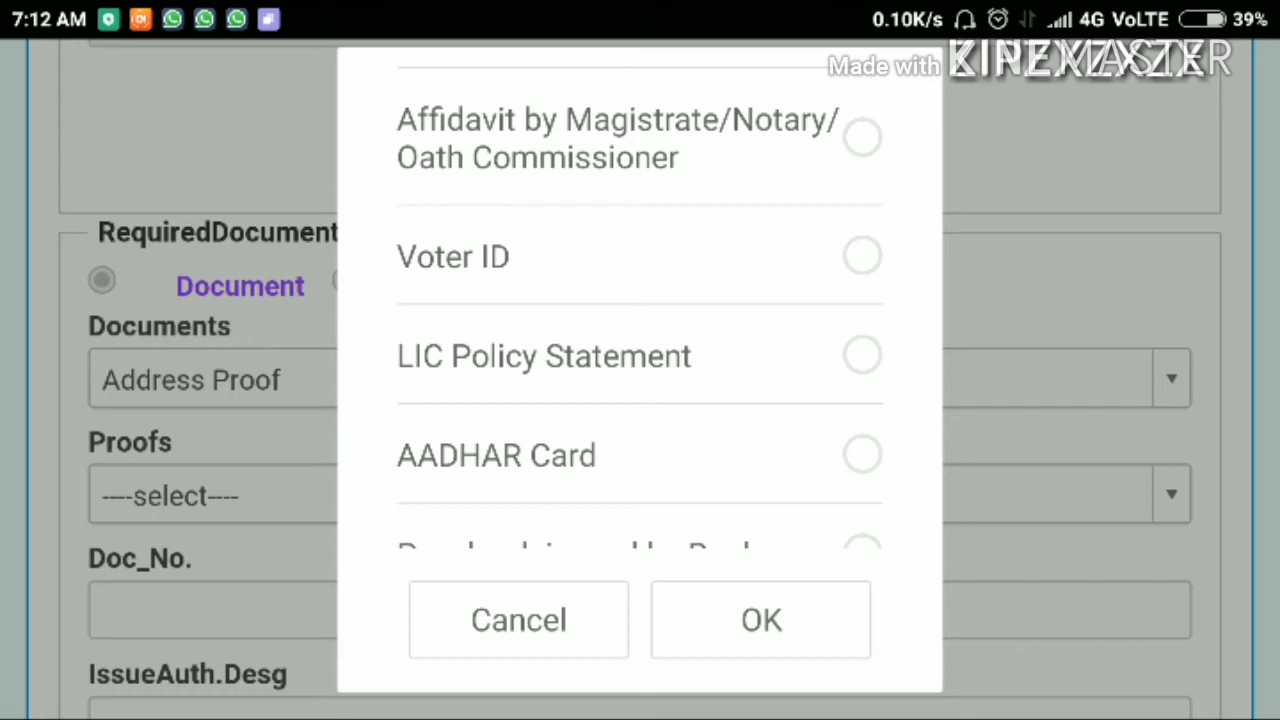 7:12 AM
0.10K/s 4G VoLTE 39%
Made with KINEMASTER
Affidavit by Magistrate/Notary/
Oath Commissioner
RequiredDocument
Voter ID
Document
Documents
LIC Policy Statement
Address Proof
Proofs
AADHAR Card
----select----
Doc_No.
Cancel
OK
IssueAuth.Desg